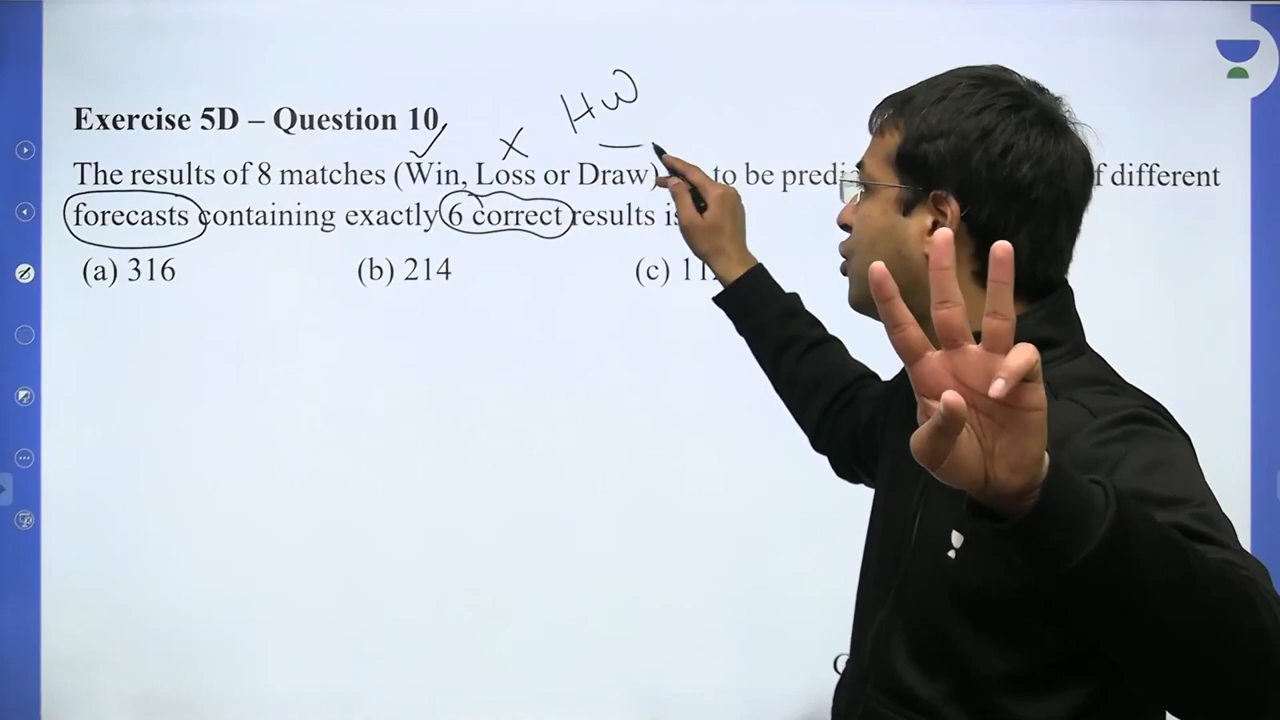 HW
Exercise 5D – Question 10
The results of 8 matches (Win, Loss or Draw) to be of different
forecasts containing exactly 6 correct results is
(a) 316 (b) 214 (c)